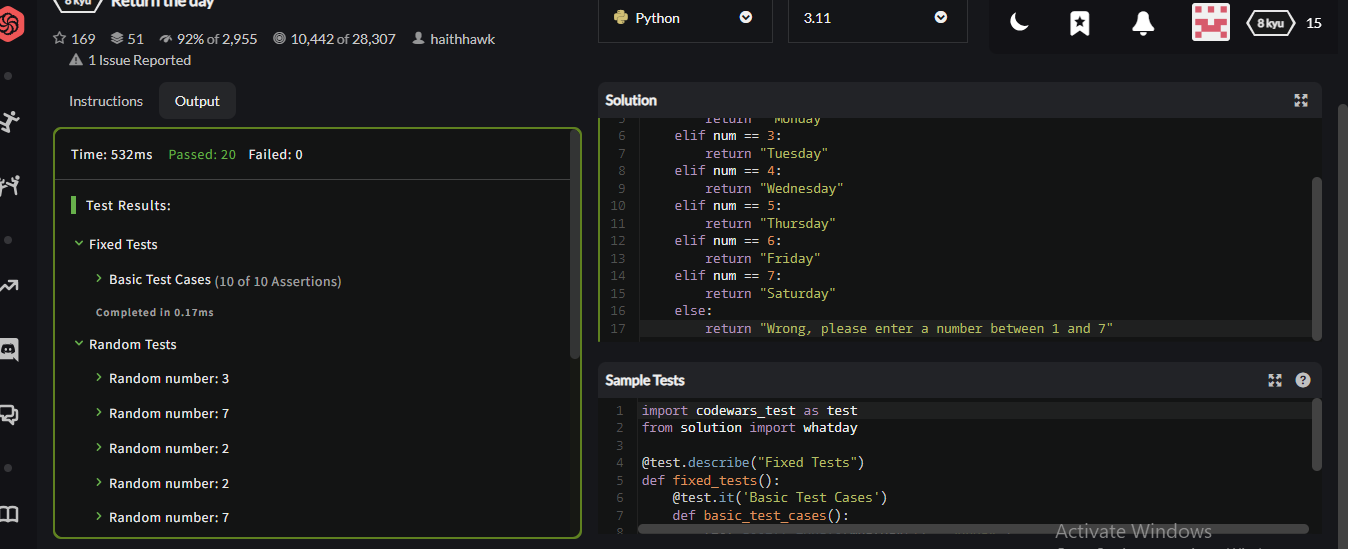 8 kyu Return the day
169 51 92% of 2,955 10,442 of 28,307 haithhawk
1 Issue Reported
Python
3.11
8 kyu 15
Instructions Output
Time: 532ms Passed: 20 Failed: 0
Test Results:
Fixed Tests
Basic Test Cases (10 of 10 Assertions)
Completed in 0.17ms
Random Tests
Random number: 3
Random number: 7
Random number: 2
Random number: 2
Random number: 7
Solution
5 return "Monday"
6 elif num == 3:
7 return "Tuesday"
8 elif num == 4:
9 return "Wednesday"
10 elif num == 5:
11 return "Thursday"
12 elif num == 6:
13 return "Friday"
14 elif num == 7:
15 return "Saturday"
16 else:
17 return "Wrong, please enter a number between 1 and 7"
Sample Tests
1 import codewars_test as test
2 from solution import whatday
3
4 @test.describe("Fixed Tests")
5 def fixed_tests():
6 @test.it('Basic Test Cases')
7 def basic_test_cases():
8
Activate Windows